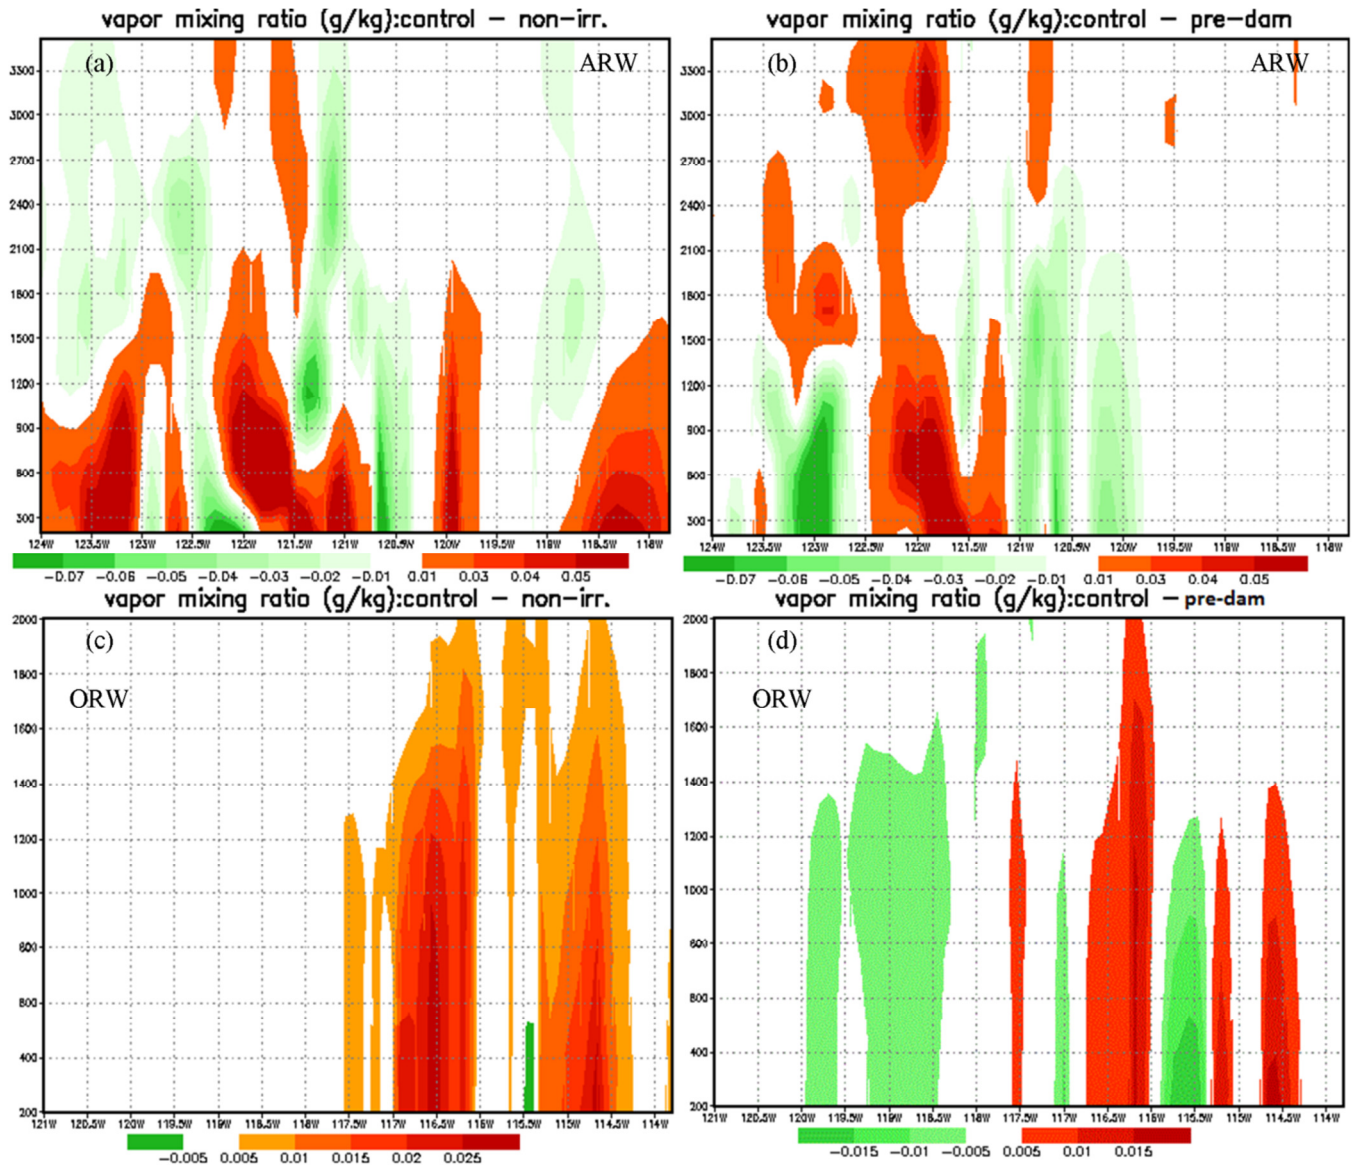 vapor mixing ratio (g/kg):control – non-irr.
(a)
ARW
3300
3000
2700
2400
2100
1800
1500
1200
900
600
300
124W 123.5W 123W 122.5W 122W 121.5W 121W 120.5W 120W 119.5W 119W 118.5W 118W
-0.07 -0.06 -0.05 -0.04 -0.03 -0.02 -0.01 0.01 0.03 0.04 0.05
vapor mixing ratio (g/kg):control – pre-dam
(b)
ARW
3300
3000
2700
2400
2100
1800
1500
1200
900
600
300
124W 123.5W 123W 122.5W 122W 121.5W 121W 120.5W 120W 119.5W 119W 118.5W 118W
-0.07 -0.06 -0.05 -0.04 -0.03 -0.02 -0.01 0.01 0.03 0.04 0.05
vapor mixing ratio (g/kg):control – non-irr.
(c)
ORW
2000
1800
1600
1400
1200
1000
800
600
400
200
121W 120.5W 120W 119.5W 119W 118.5W 118W 117.5W 117W 116.5W 116W 115.5W 115W 114.5W 114W
-0.005 0.005 0.01 0.015 0.02 0.025
vapor mixing ratio (g/kg):control – pre-dam
(d)
ORW
2000
1800
1600
1400
1200
1000
800
600
400
200
121W 120.5W 120W 119.5W 119W 118.5W 118W 117.5W 117W 116.5W 116W 115.5W 115W 114.5W 114W
-0.015 -0.01 -0.005 0.005 0.01 0.015